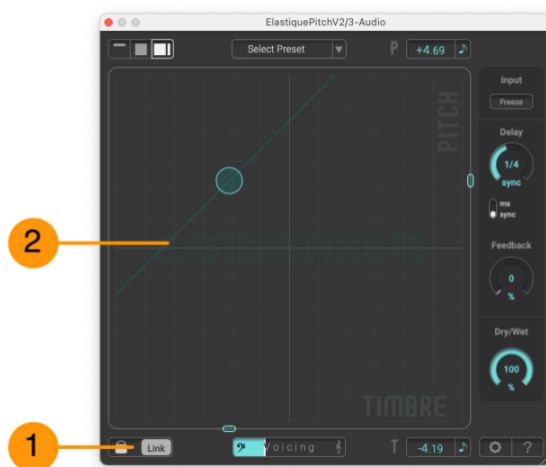 ElastiquePitchV2/3-Audio
Select Preset
P
+4.69
Input
Freeze
PITCH
Delay
1/4
sync
ms
sync
2
ELASTIQUE PITCH V2
Feedback
0
%
Dry/Wet
100
%
TIMBRE
1
Link
Voicing
T
-4.19
?